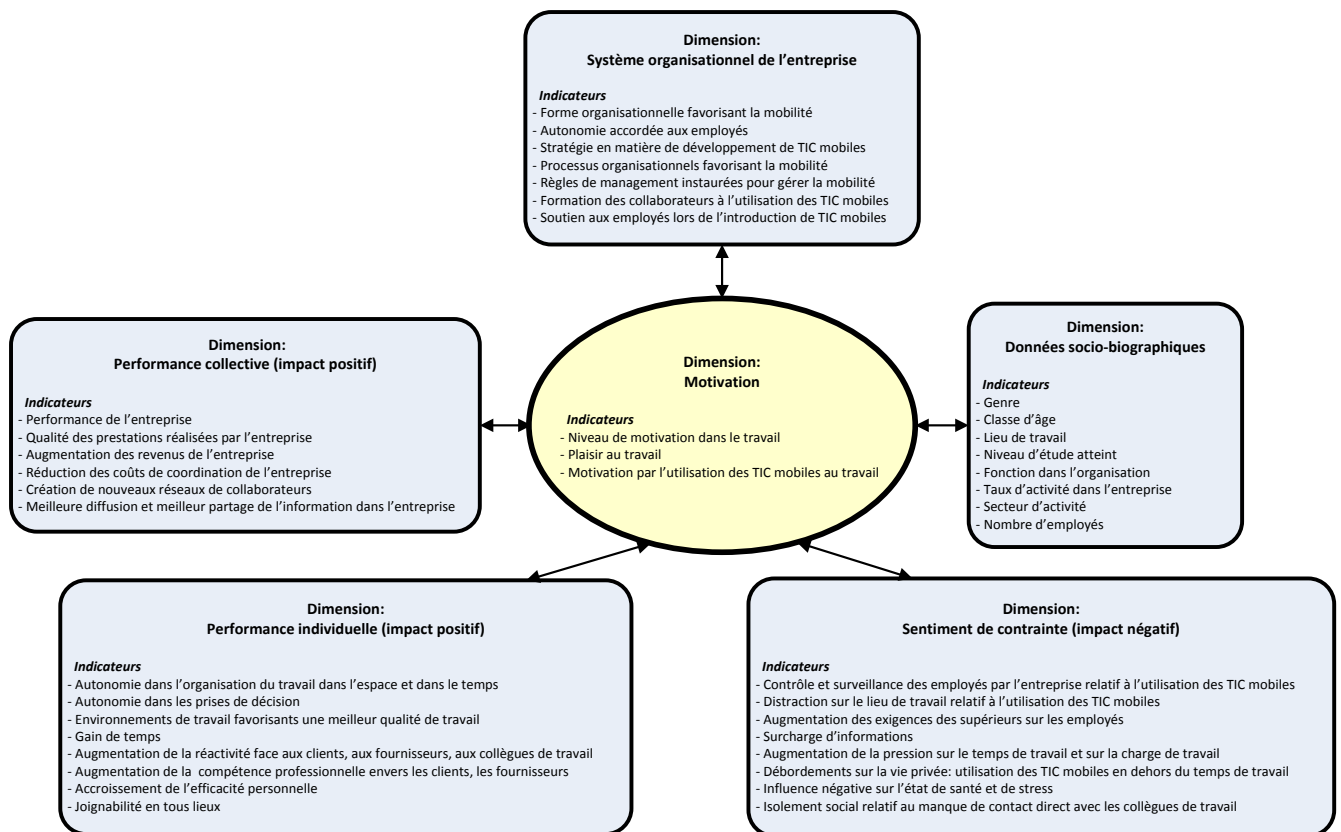 Dimension:
Système organisationnel de l'entreprise
Indicateurs
- Forme organisationnelle favorisant la mobilité
- Autonomie accordée aux employés
- Stratégie en matière de développement de TIC mobiles
- Processus organisationnels favorisant la mobilité
- Règles de management instaurées pour gérer la mobilité
- Formation des collaborateurs à l'utilisation des TIC mobiles
- Soutien aux employés lors de l'introduction de TIC mobiles
Dimension:
Performance collective (impact positif)
Indicateurs
- Performance de l'entreprise
- Qualité des prestations réalisées par l'entreprise
- Augmentation des revenus de l'entreprise
- Réduction des coûts de coordination de l'entreprise
- Création de nouveaux réseaux de collaborateurs
- Meilleure diffusion et meilleur partage de l'information dans l'entreprise
Dimension:
Motivation
Indicateurs
- Niveau de motivation dans le travail
- Plaisir au travail
- Motivation par l'utilisation des TIC mobiles au travail
Dimension:
Données socio-biographiques
Indicateurs
- Genre
- Classe d'âge
- Lieu de travail
- Niveau d'étude atteint
- Fonction dans l'organisation
- Taux d'activité dans l'entreprise
- Secteur d'activité
- Nombre d'employés
Dimension:
Performance individuelle (impact positif)
Indicateurs
- Autonomie dans l'organisation du travail dans l'espace et dans le temps
- Autonomie dans les prises de décision
- Environnements de travail favorisants une meilleur qualité de travail
- Gain de temps
- Augmentation de la réactivité face aux clients, aux fournisseurs, aux collègues de travail
- Augmentation de la compétence professionnelle envers les clients, les fournisseurs
- Accroissement de l'efficacité personnelle
- Joignabilité en tous lieux
Dimension:
Sentiment de contrainte (impact négatif)
Indicateurs
- Contrôle et surveillance des employés par l'entreprise relatif à l'utilisation des TIC mobiles
- Distraction sur le lieu de travail relatif à l'utilisation des TIC mobiles
- Augmentation des exigences des supérieurs sur les employés
- Surcharge d'informations
- Augmentation de la pression sur le temps de travail et sur la charge de travail
- Débordements sur la vie privée: utilisation des TIC mobiles en dehors du temps de travail
- Influence négative sur l'état de santé et de stress
- Isolement social relatif au manque de contact direct avec les collègues de travail